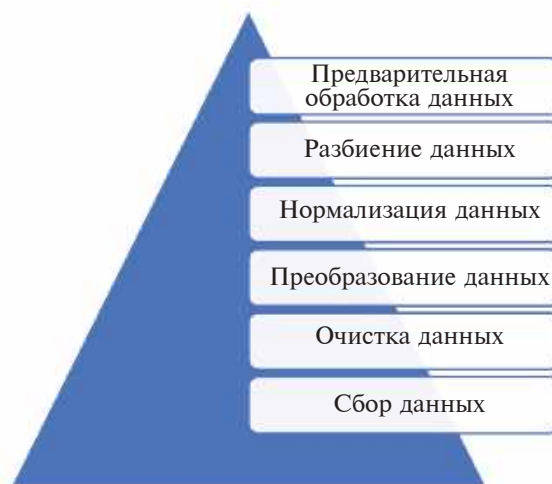 Предварительная
обработка данных
Разбиение данных
Нормализация данных
Преобразование данных
Очистка данных
Сбор данных